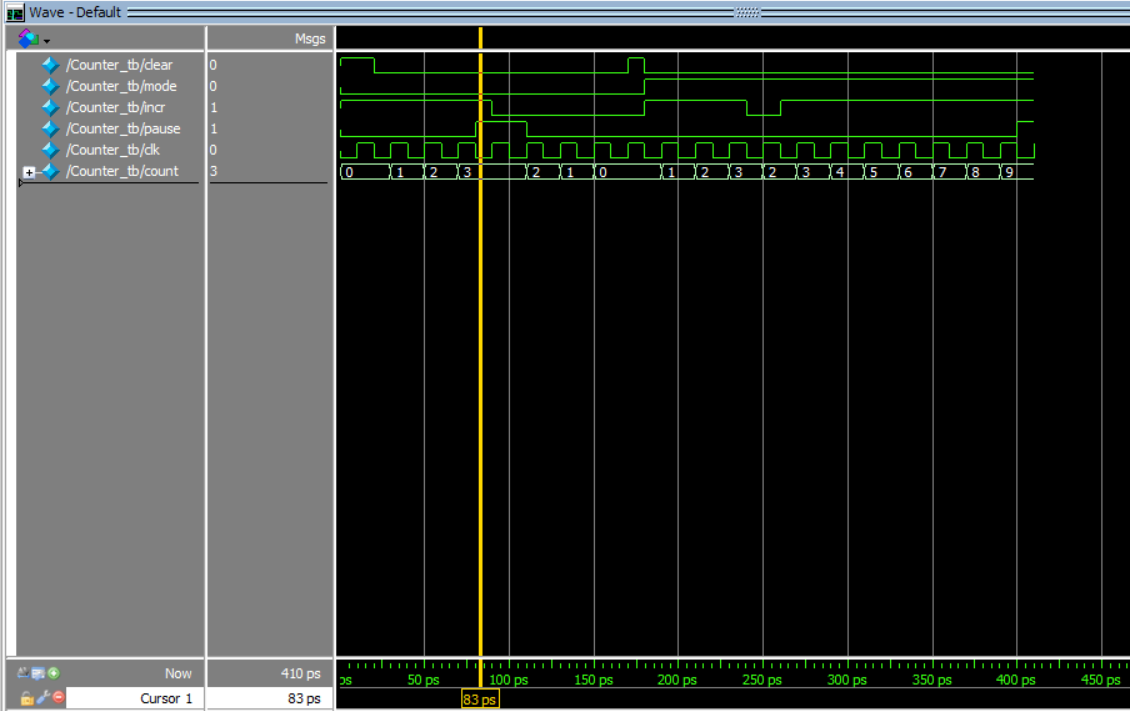 Wave - Default
Msgs
/Counter_tb/clear 0
/Counter_tb/mode 0
/Counter_tb/incr 1
/Counter_tb/pause 1
/Counter_tb/clk 0
/Counter_tb/count 3 0 1 2 3 2 1 0 1 2 3 2 3 4 5 6 7 8 9
Now 410 ps ps 50 ps 100 ps 150 ps 200 ps 250 ps 300 ps 350 ps 400 ps 450 ps
Cursor 1 83 ps 83 ps